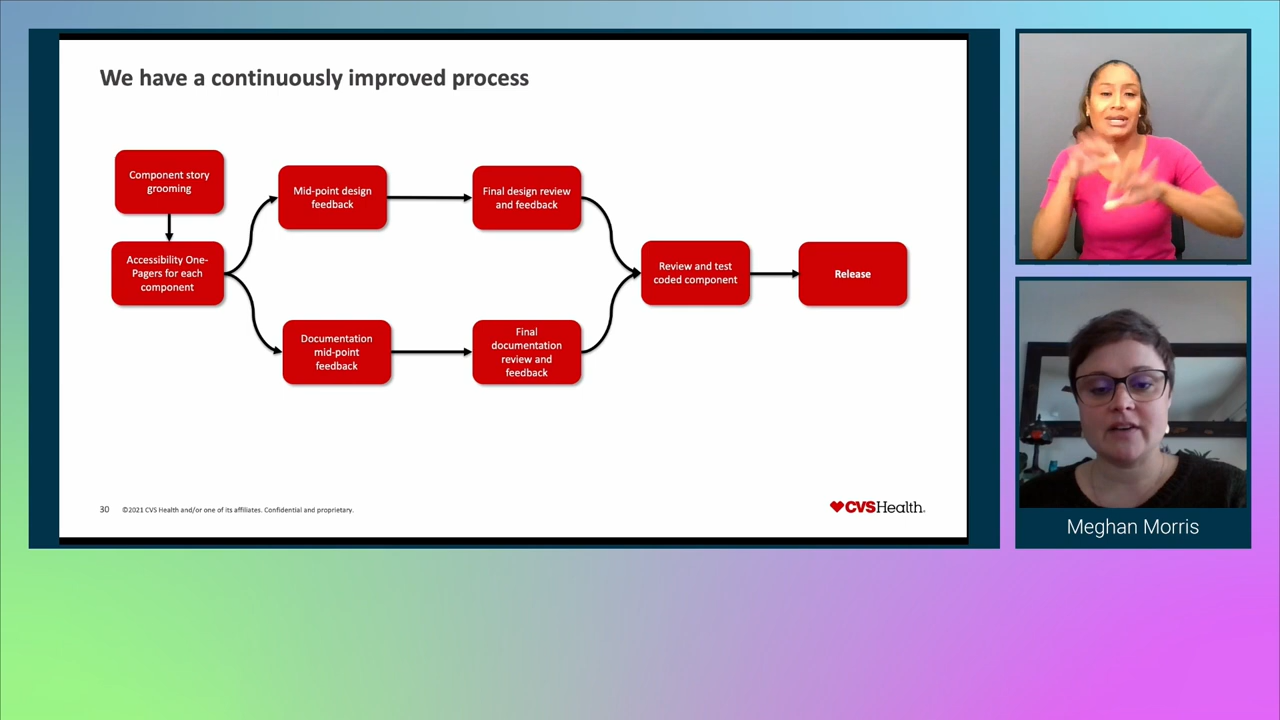 We have a continuously improved process
Component story
grooming
Accessibility One-
Pagers for each
component
Mid-point design
feedback
Final design review
and feedback
Documentation
mid-point
feedback
Final
documentation
review and
feedback
Review and test
coded component
Release
30 ©2021 CVS Health and/or one of its affiliates. Confidential and proprietary.
CVSHealth.
Meghan Morris